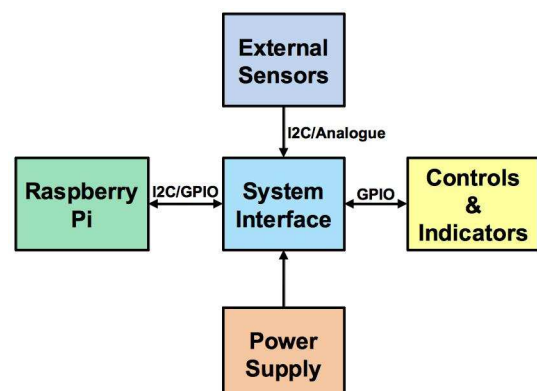 External
Sensors
I2C/Analogue
Raspberry
Pi
I2C/GPIO
System
Interface
GPIO
Controls
&
Indicators
Power
Supply